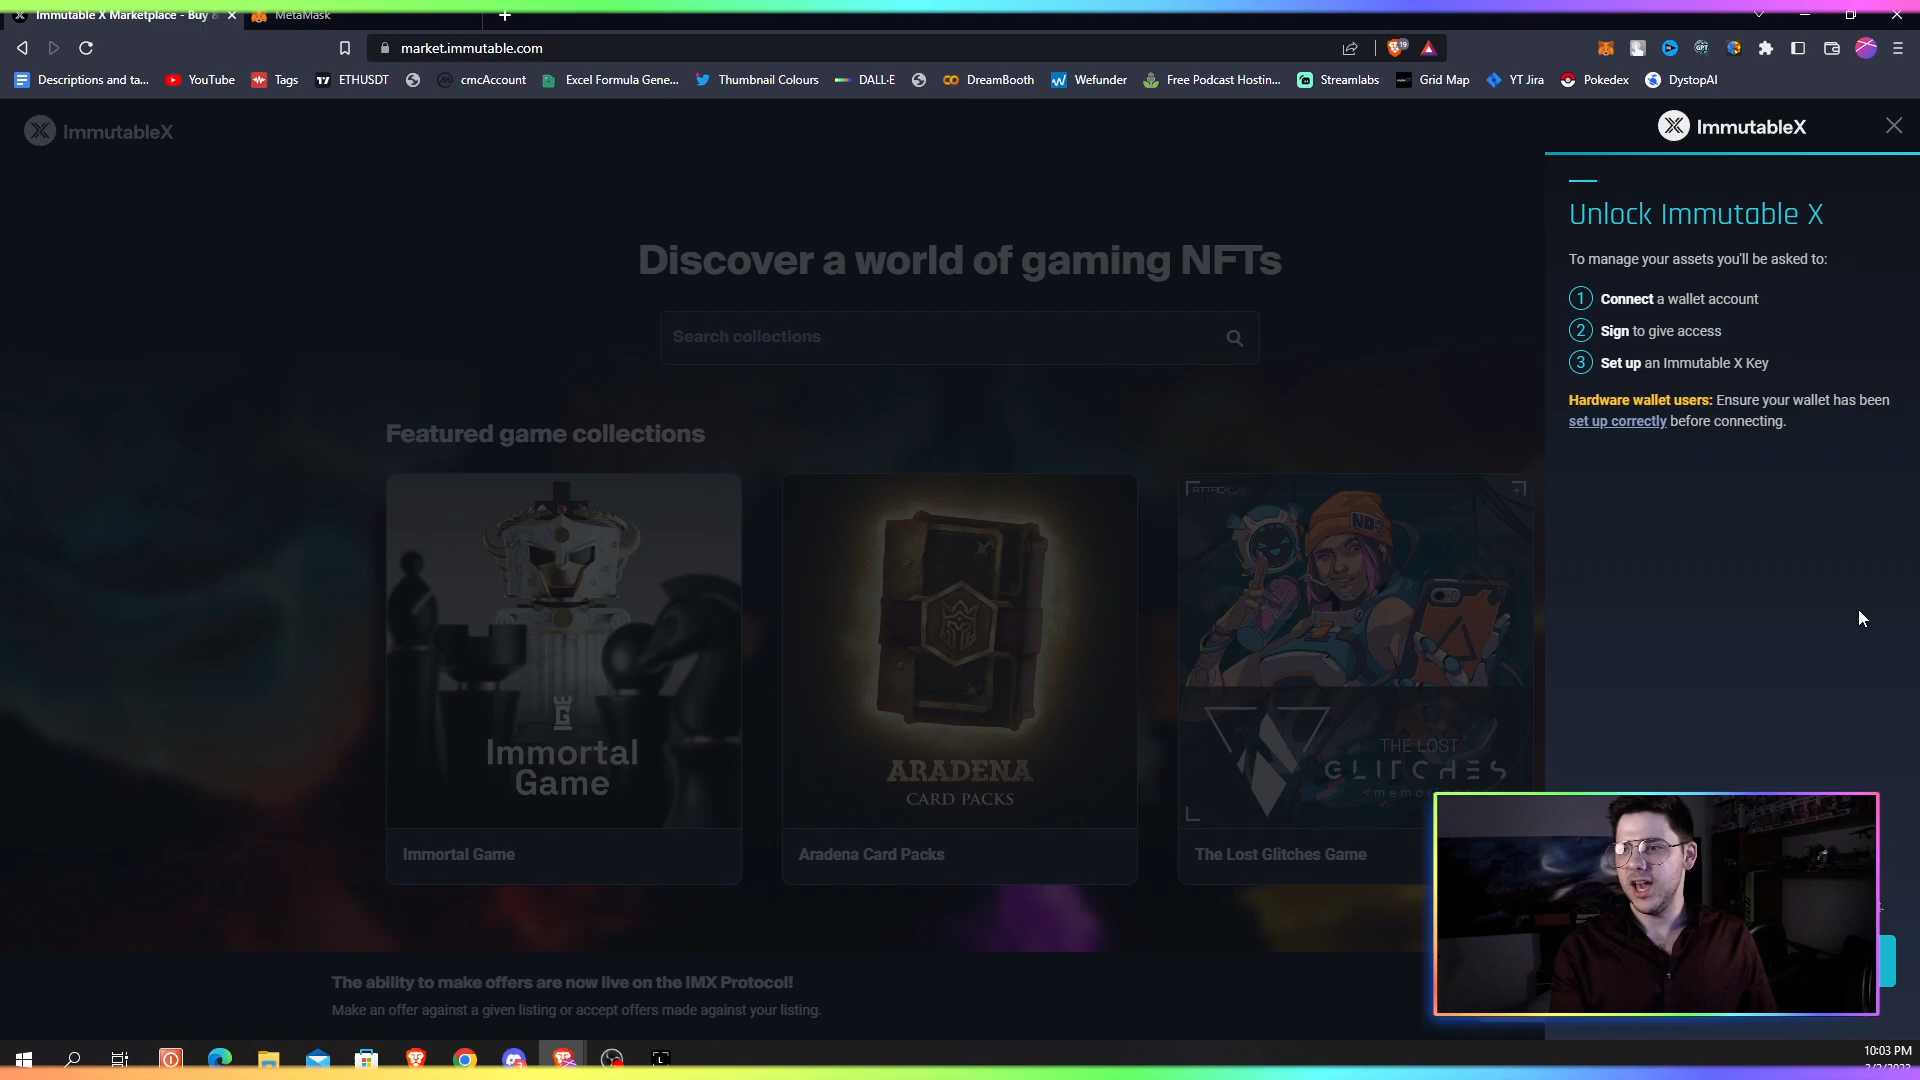 Immutable X Marketplace - Buy &
MetaMask
market.immutable.com
19
GPT
Descriptions and ta...
YouTube
Tags
ETHUSDT
cmcAccount
Excel Formula Gene...
Thumbnail Colours
DALL-E
DreamBooth
Wefunder
Free Podcast Hostin...
Streamlabs
Grid Map
YT Jira
Pokedex
DystopAI
ImmutableX
Discover a world of gaming NFTs
Search collections
Featured game collections
Immortal
Game
Immortal Game
ARADENA
CARD PACKS
Aradena Card Packs
ATTACK_//
THE LOST
GLITCHES
The Lost Glitches Game
The ability to make offers are now live on the IMX Protocol!
Make an offer against a given listing or accept offers made against your listing.
ImmutableX
Unlock Immutable X
To manage your assets you'll be asked to:
1 Connect a wallet account
2 Sign to give access
3 Set up an Immutable X Key
Hardware wallet users: Ensure your wallet has been
set up correctly before connecting.
10:03 PM